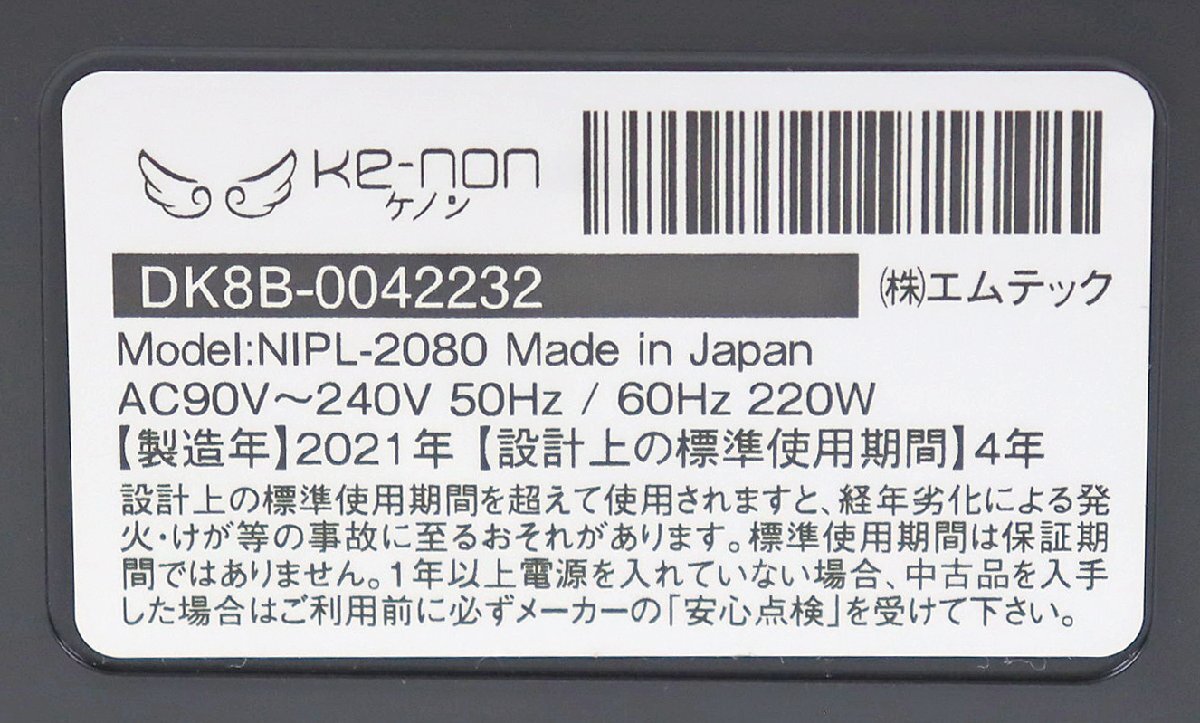 Ke-non
ケノン
DK8B-0042232
㈱エムテック
Model:NIPL-2080 Made in Japan
AC90V～240V 50Hz / 60Hz 220W
【製造年】2021年【設計上の標準使用期間】4年
設計上の標準使用期間を超えて使用されますと、経年劣化による発
火・けが等の事故に至るおそれがあります。標準使用期間は保証期
間ではありません。1年以上電源を入れていない場合、中古品を入手
した場合はご利用前に必ずメーカーの「安心点検」を受けて下さい。